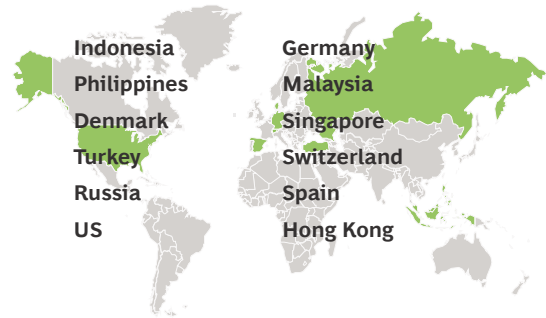 Indonesia
Philippines
Denmark
Turkey
Russia
US
Germany
Malaysia
Singapore
Switzerland
Spain
Hong Kong